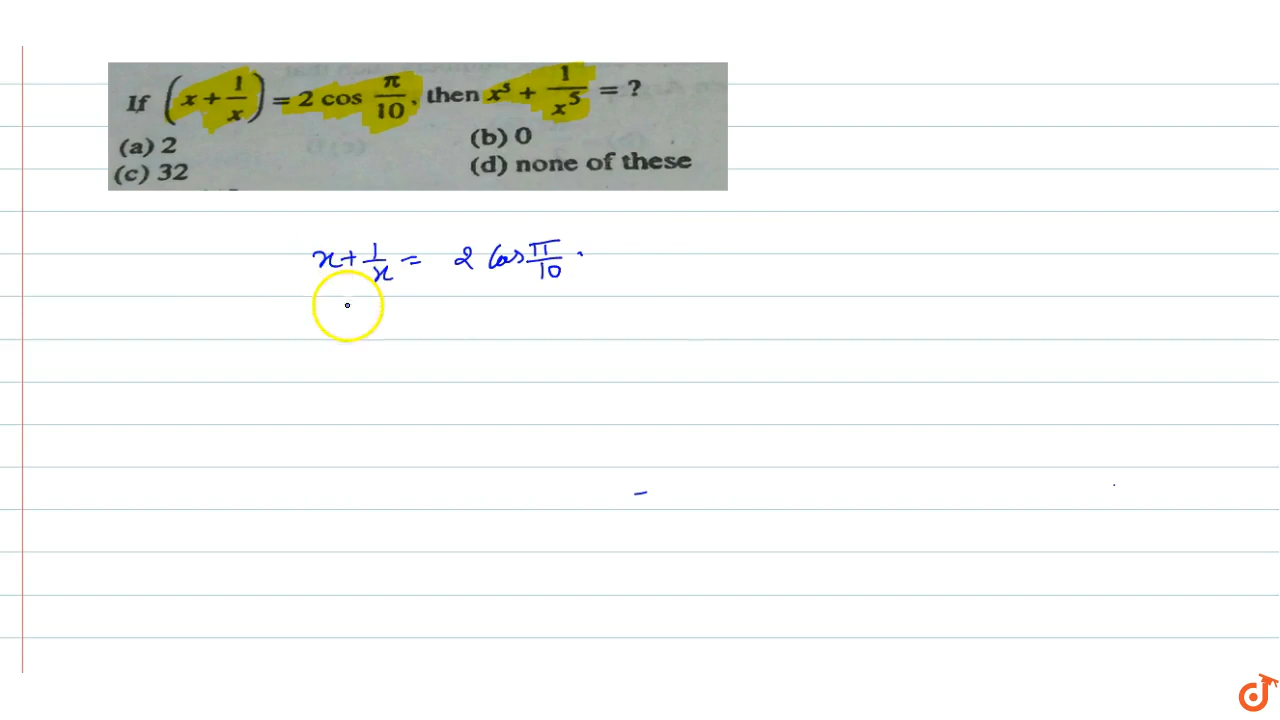 If (x + 1/x) = 2 cos π/10, then x⁵ + 1/x⁵ = ?
(a) 2 (b) 0
(c) 32 (d) none of these
x + 1/x = 2 Cos π/10 .